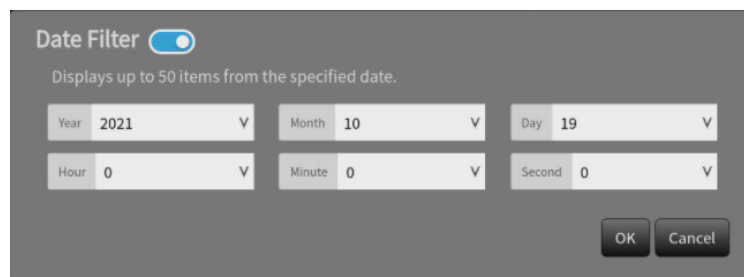 Date Filter
Displays up to 50 items from the specified date.
Year 2021 Month 10 Day 19
Hour 0 Minute 0 Second 0
OK Cancel